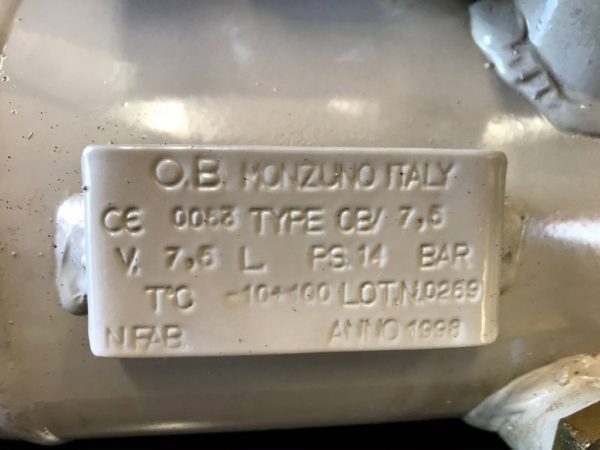 O.B. MONZUNO ITALY
CE 0053 TYPE CB/ 7,5
V. 7,5 L. PS.14 BAR
T°C -10+100 LOT.N.0269
N.FAB. ANNO 1998